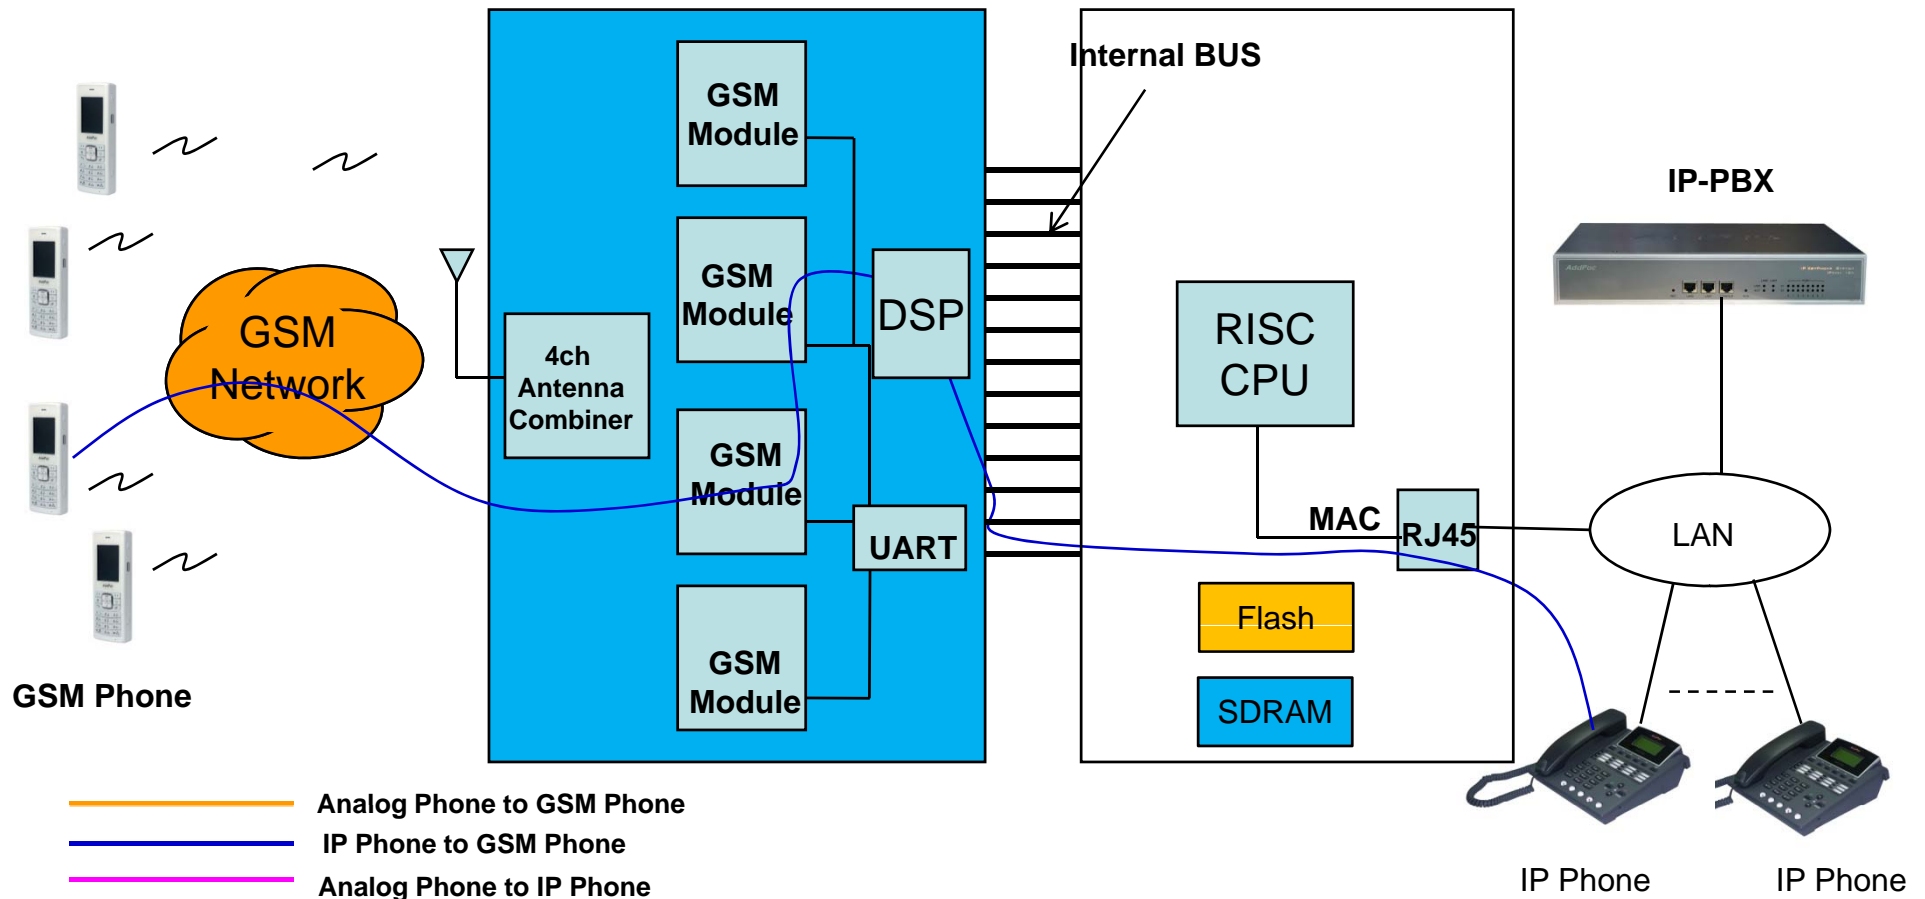 Internal BUS
GSM
Module
IP-PBX
AddPac
GSM
Module
DSP
RISC
CPU
GSM
Network
4ch
Antenna
Combiner
GSM
Module
MAC
RJ45
LAN
UART
Flash
GSM
Module
SDRAM
GSM Phone
Analog Phone to GSM Phone
IP Phone to GSM Phone
Analog Phone to IP Phone
IP Phone
IP Phone